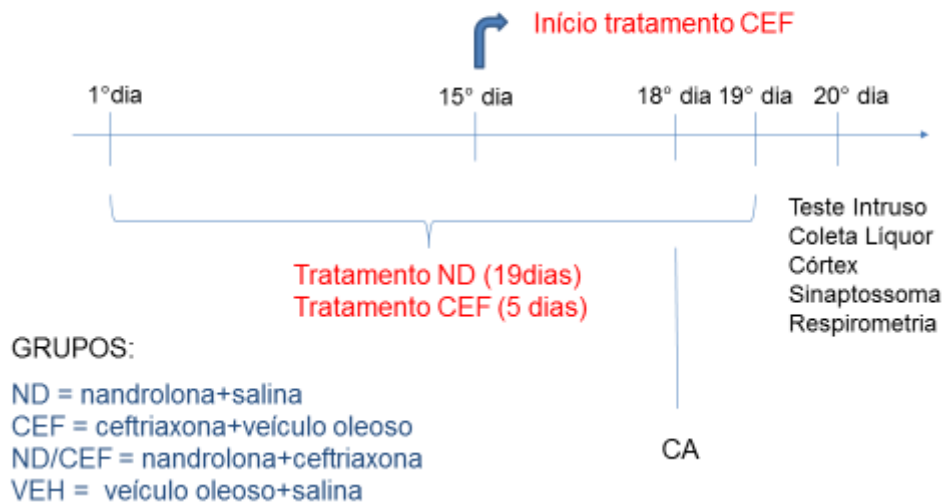 Início tratamento CEF
1°dia
15° dia
18° dia
19° dia
20° dia
Teste Intruso
Coleta Líquor
Córtex
Sinaptossoma
Respirometria
Tratamento ND (19dias)
Tratamento CEF (5 dias)
GRUPOS:
ND = nandrolona+salina
CEF = ceftriaxona+veículo oleoso
ND/CEF = nandrolona+ceftriaxona
VEH = veículo oleoso+salina
CA